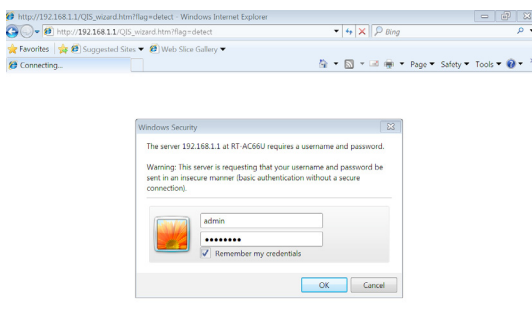 http://192.168.1.1/QIS_wizard.htm?flag=detect - Windows Internet Explorer
http://192.168.1.1/QIS_wizard.htm?flag=detect
Bing
Favorites Suggested Sites Web Slice Gallery
Connecting...
Page Safety Tools
Windows Security
The server 192.168.1.1 at RT-AC66U requires a username and password.
Warning: This server is requesting that your username and password be
sent in an insecure manner (basic authentication without a secure
connection).
admin
●●●●●●●●
Remember my credentials
OK Cancel